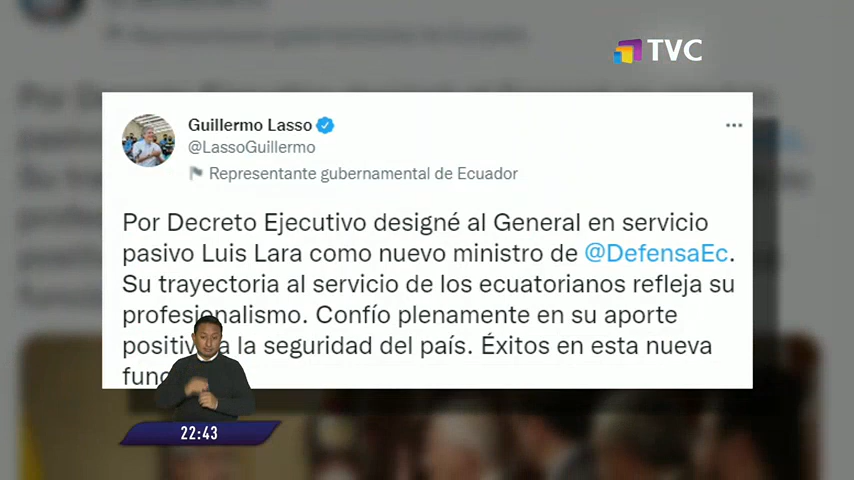 TVC
Guillermo Lasso
@LassoGuillermo
Representante gubernamental de Ecuador
Por Decreto Ejecutivo designé al General en servicio
pasivo Luis Lara como nuevo ministro de @DefensaEc.
Su trayectoria al servicio de los ecuatorianos refleja su
profesionalismo. Confío plenamente en su aporte
a la seguridad del país. Éxitos en esta nueva
22:43